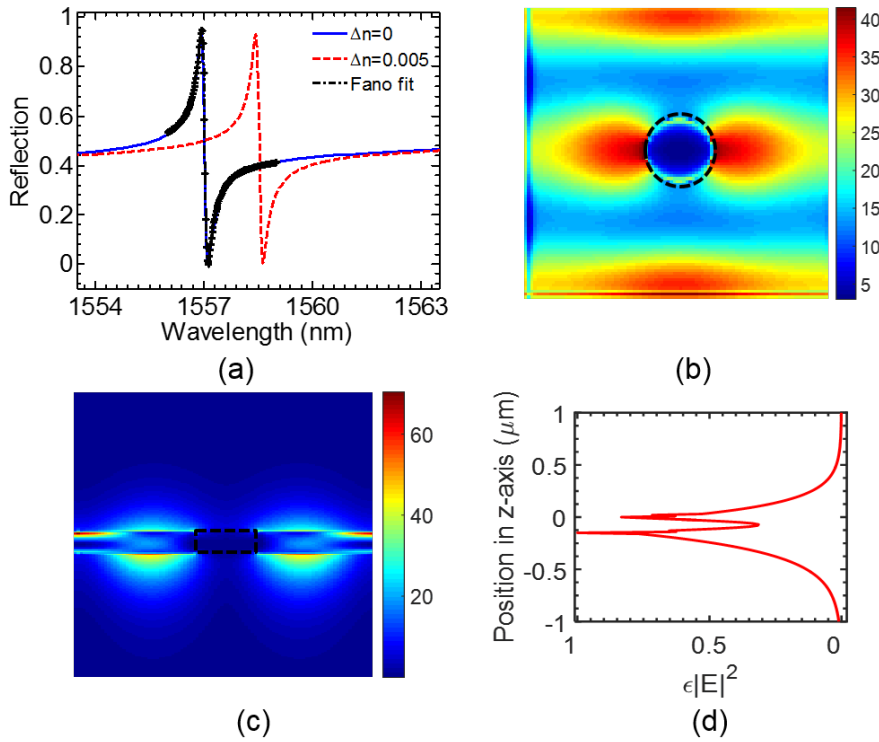 Δn=0
Δn=0.005
Fano fit
1
0.8
0.6
0.4
0.2
0
Reflection
1554 1557 1560 1563
Wavelength (nm)
(a)
40
35
30
25
20
15
10
5
(b)
60
40
20
(c)
1
0.5
0
-0.5
-1
Position in z-axis (μm)
1 0.5 0
ϵ|E|²
(d)